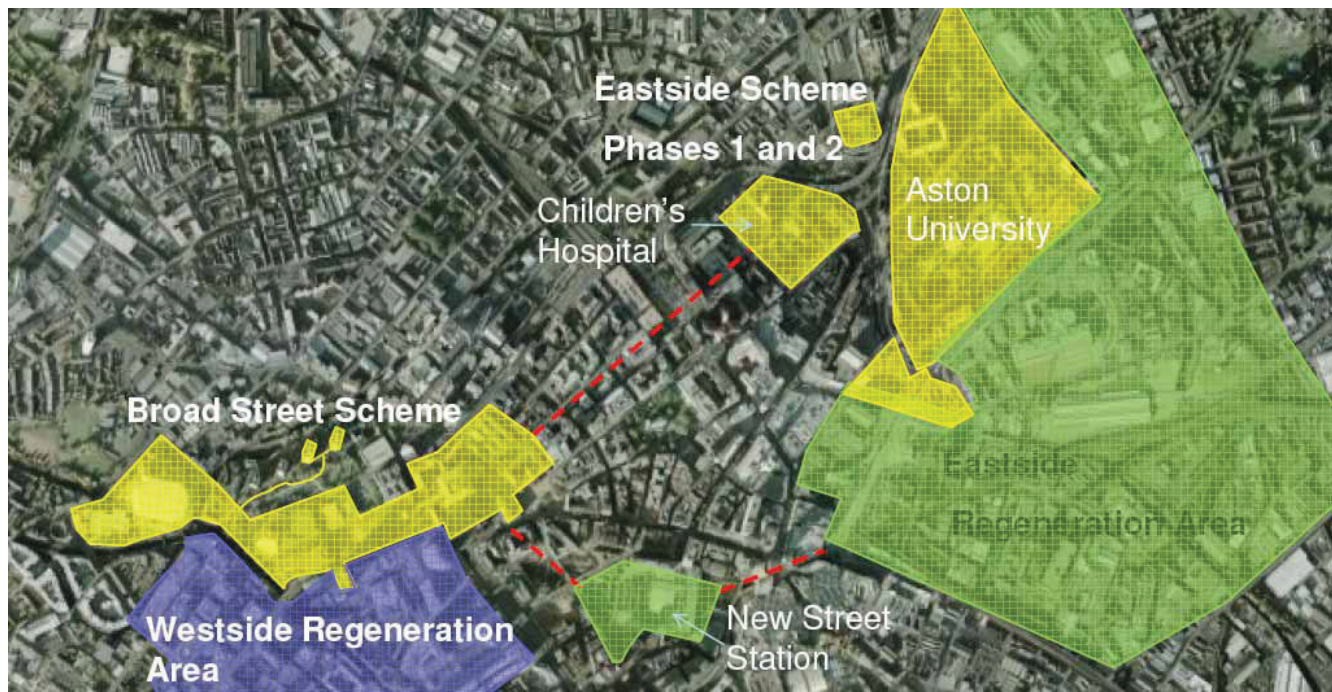 Eastside Scheme
Phases 1 and 2
Children's
Hospital
Aston
University
Broad Street Scheme
Eastside
Regeneration Area
Westside Regeneration
Area
New Street
Station